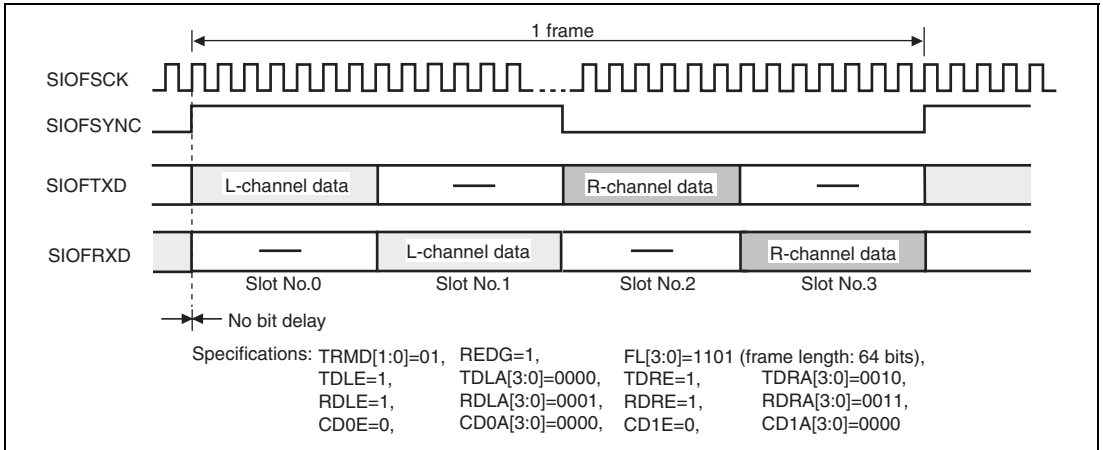 1 frame
SIOFSCK
SIOFSYNC
SIOFTXD
L-channel data
R-channel data
SIOFRXD
L-channel data
R-channel data
Slot No.0 Slot No.1 Slot No.2 Slot No.3
No bit delay
Specifications: TRMD[1:0]=01, REDG=1, FL[3:0]=1101 (frame length: 64 bits),
TDLE=1, TDLA[3:0]=0000, TDRE=1, TDRA[3:0]=0010,
RDLE=1, RDLA[3:0]=0001, RDRE=1, RDRA[3:0]=0011,
CD0E=0, CD0A[3:0]=0000, CD1E=0, CD1A[3:0]=0000